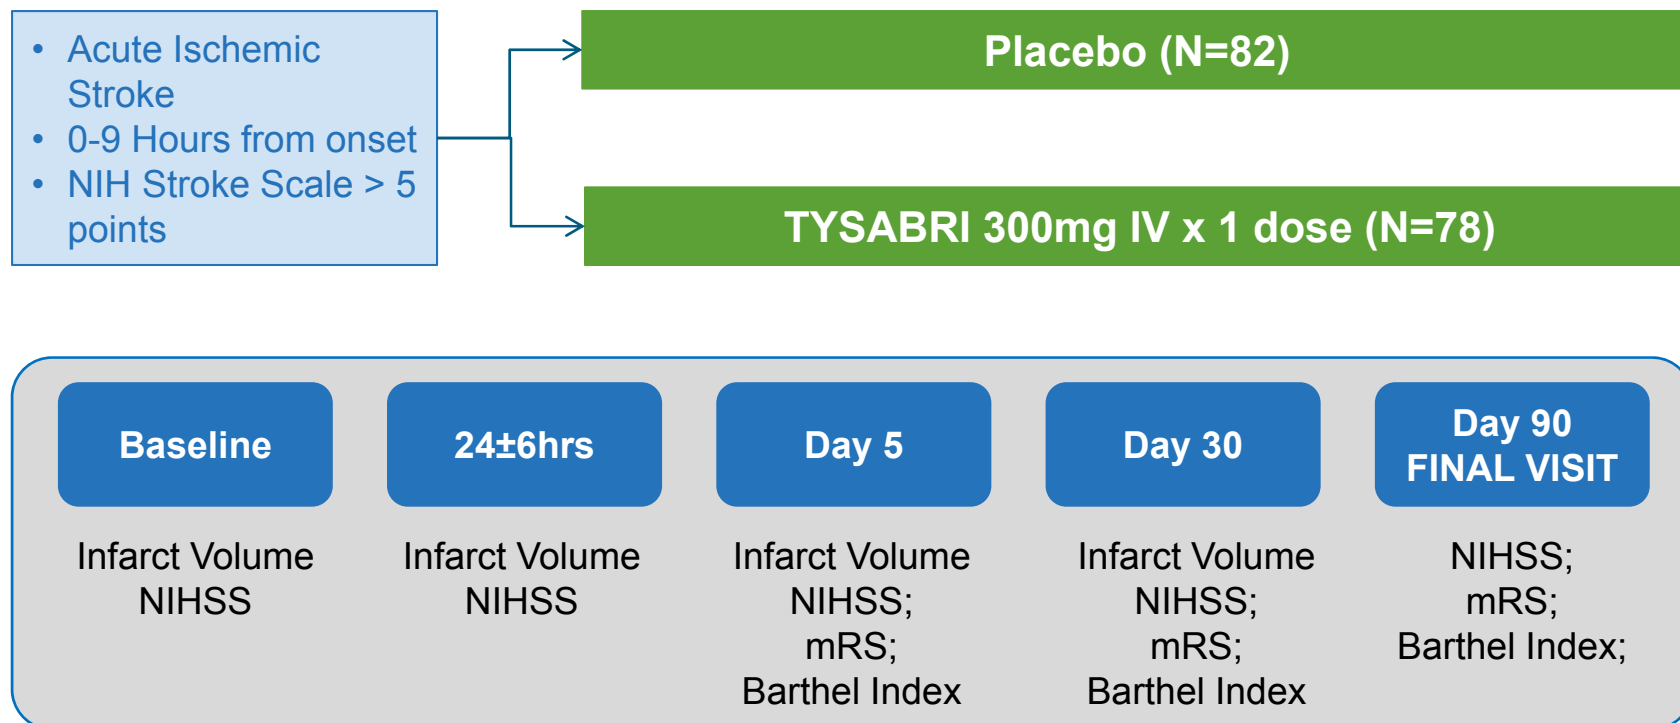 • Acute Ischemic
Stroke
• 0-9 Hours from onset
• NIH Stroke Scale > 5
points
Placebo (N=82)
TYSABRI 300mg IV x 1 dose (N=78)
Baseline
Infarct Volume
NIHSS
24±6hrs
Infarct Volume
NIHSS
Day 5
Infarct Volume
NIHSS;
mRS;
Barthel Index
Day 30
Infarct Volume
NIHSS;
mRS;
Barthel Index
Day 90
FINAL VISIT
NIHSS;
mRS;
Barthel Index;